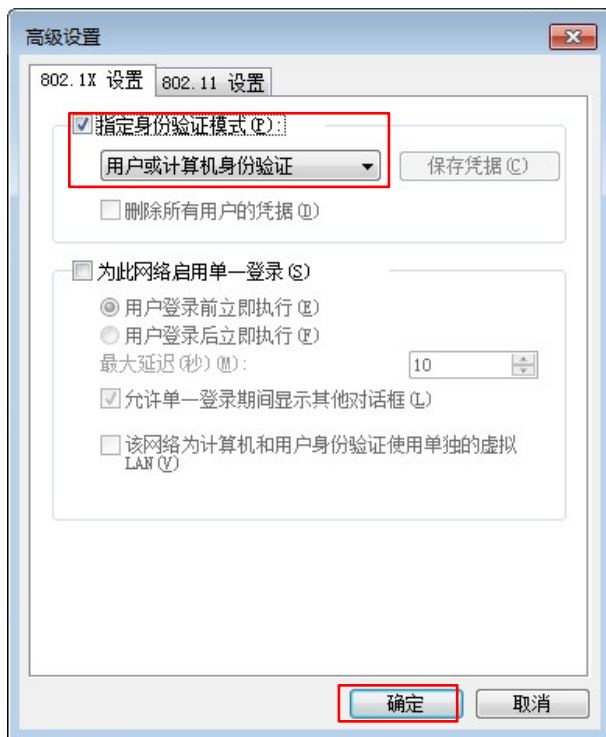 高级设置
802.1X 设置 802.11 设置
指定身份验证模式(P):
用户或计算机身份验证 保存凭据(C)
删除所有用户的凭据(D)
为此网络启用单一登录(S)
用户登录前立即执行(E)
用户登录后立即执行(F)
最大延迟(秒)(M): 10
允许单一登录期间显示其他对话框(L)
该网络为计算机和用户身份验证使用单独的虚拟
LAN(V)
确定 取消